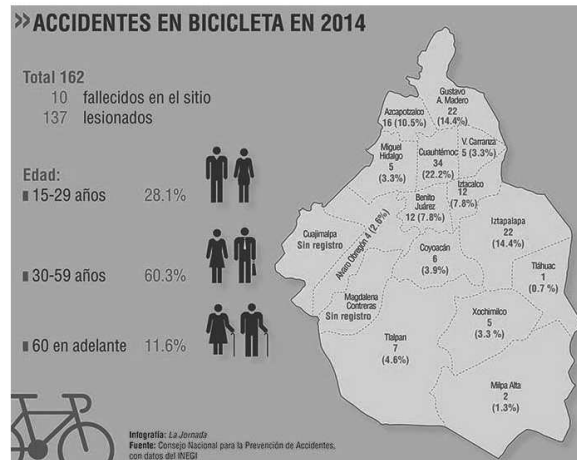 »ACCIDENTES EN BICICLETA EN 2014
Total 162
10 fallecidos en el sitio
137 lesionados
Edad:
15-29 años 28.1%
30-59 años 60.3%
60 en adelante 11.6%
Gustavo
A. Madero
22
(14.4%)
Azcapotzalco
16 (10.5%)
Miguel
Hidalgo
5
(3.3%)
Cuauhtémoc
34
(22.2%)
V. Carranza
5 (3.3%)
Iztacalco
12
(7.8%)
Benito
Juárez
12 (7.8%)
Iztapalapa
22
(14.4%)
Cuajimalpa
Sin registro
Alvaro Obregón 4 (2.6%)
Coyoacán
6
(3.9%)
Tláhuac
1
(0.7 %)
Magdalena
Contreras
Sin registro
Xochimilco
5
(3.3 %)
Tlalpan
7
(4.6%)
Milpa Alta
2
(1.3%)
Infografía: La Jornada
Fuente: Consejo Nacional para la Prevención de Accidentes,
con datos del INEGI